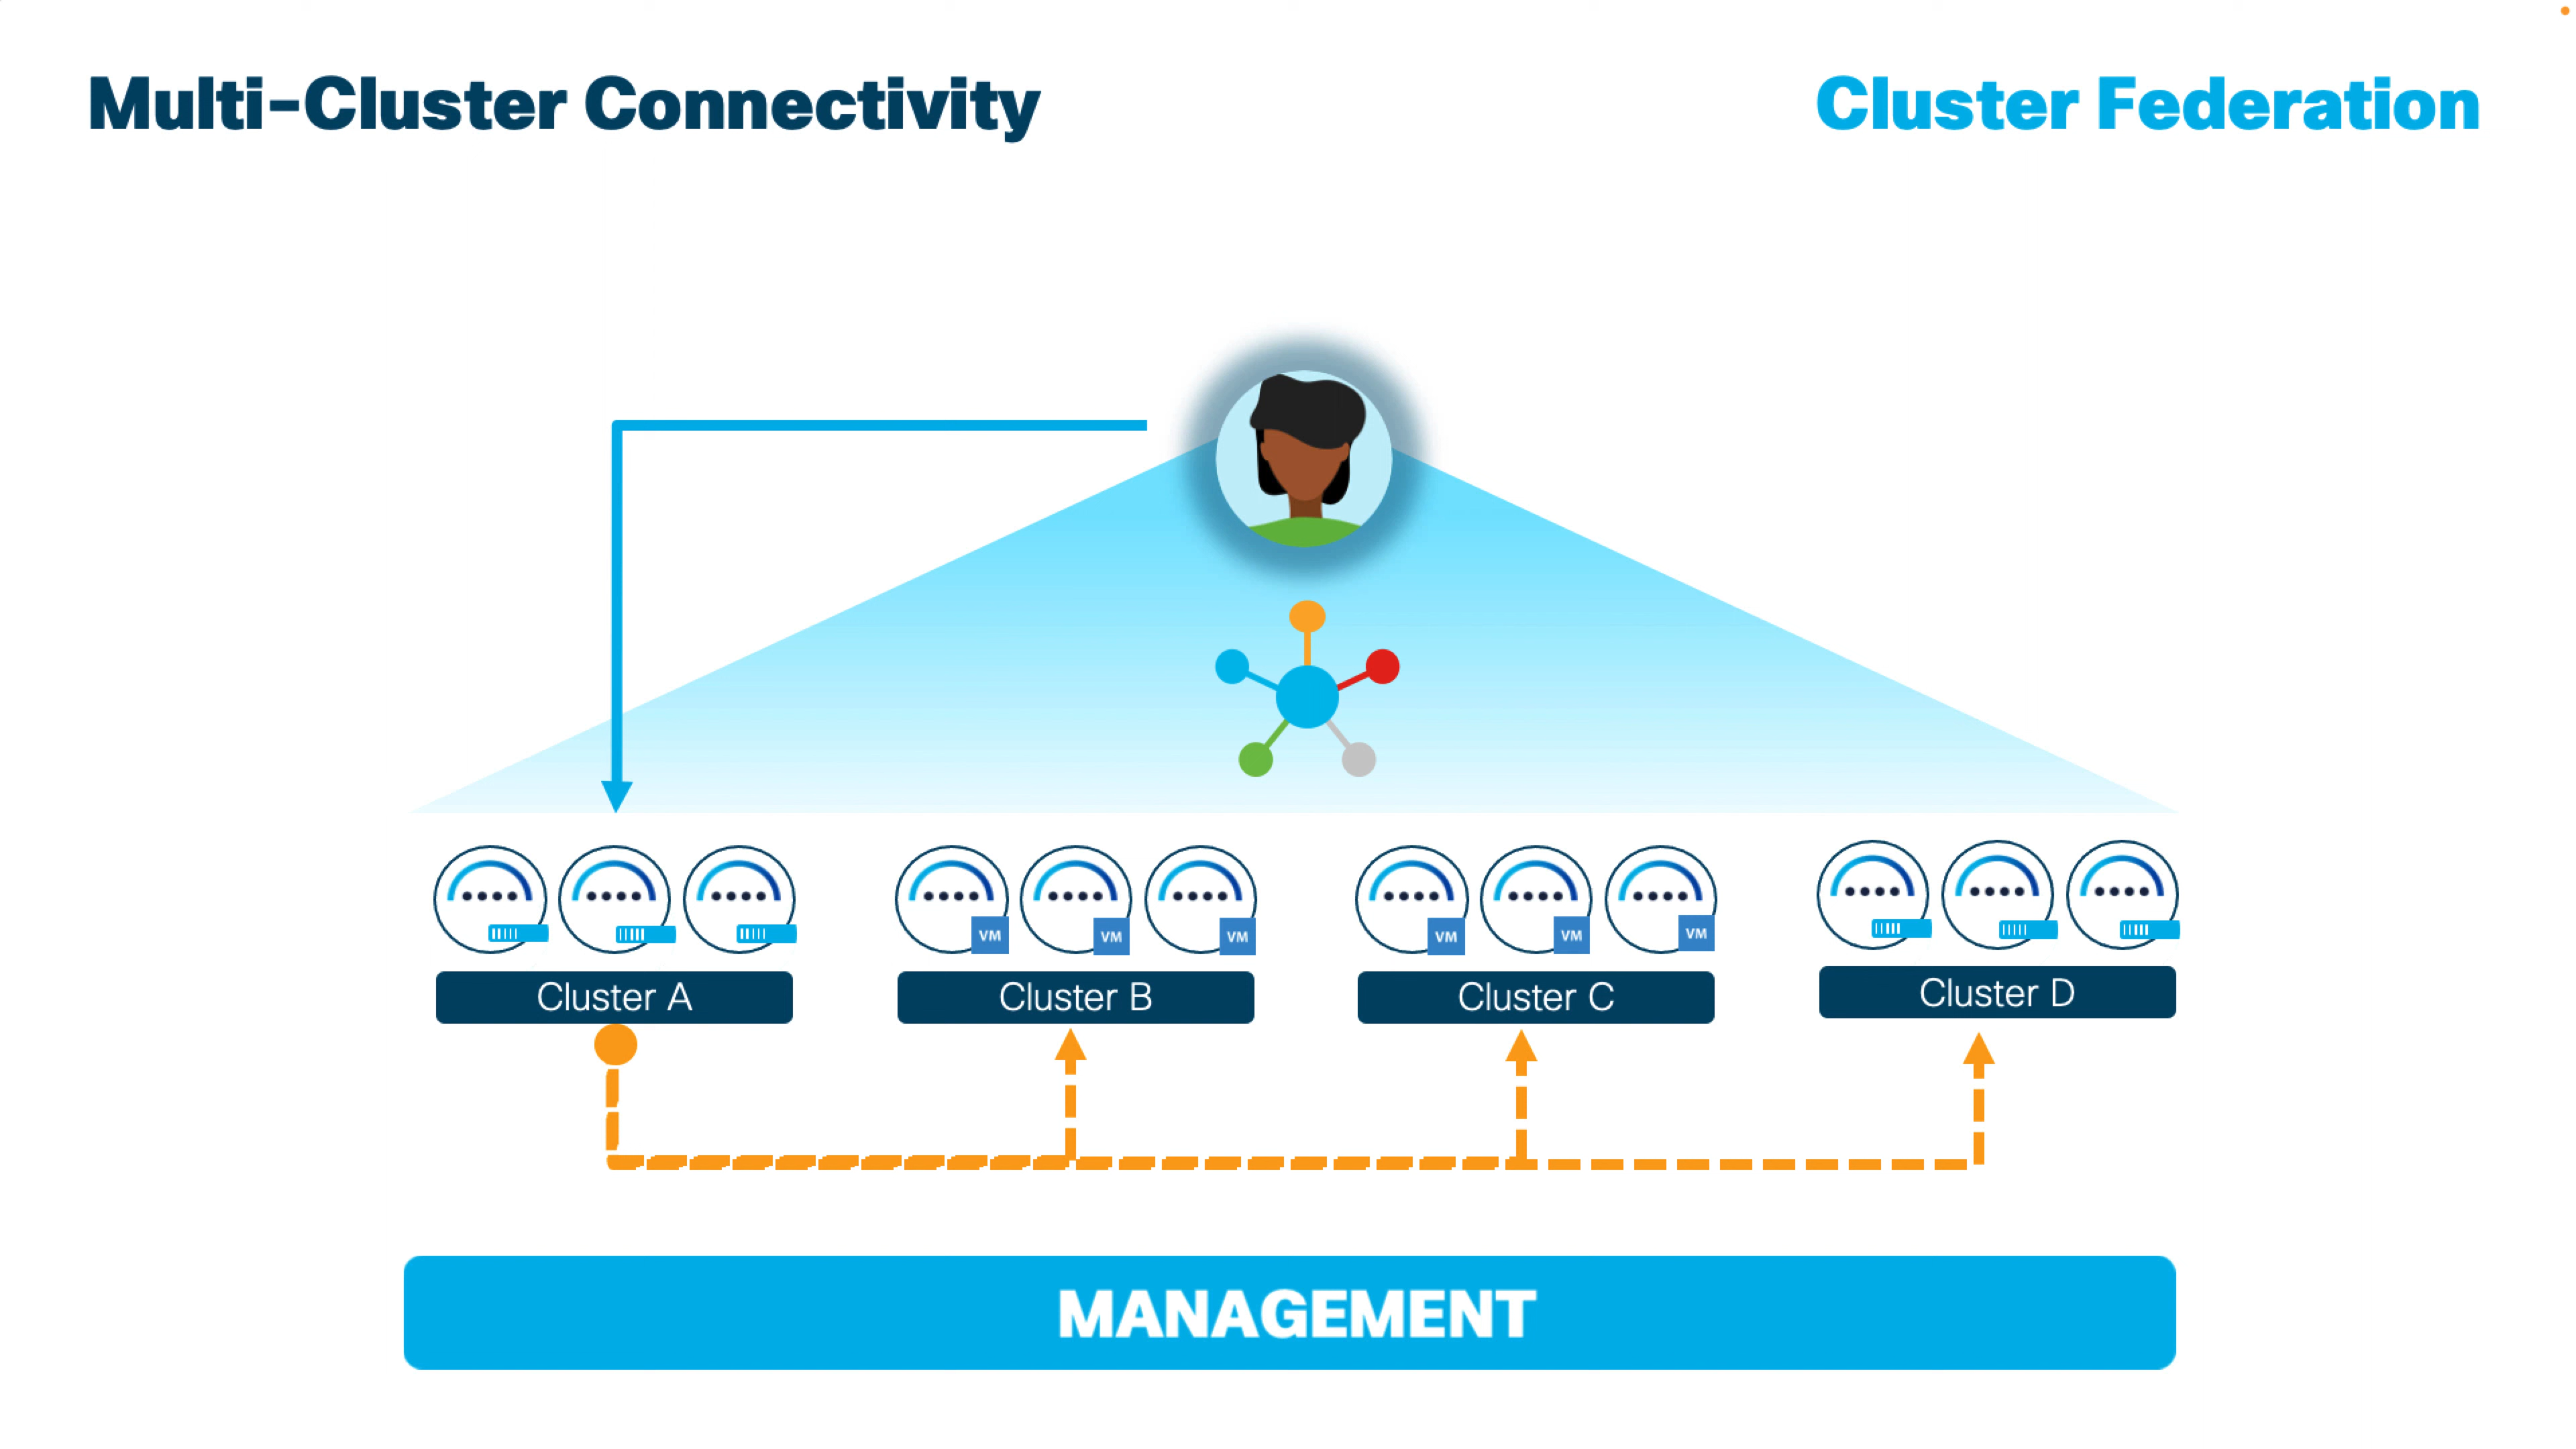 Multi-Cluster Connectivity
Cluster Federation
VM VM VM
VM VM VM
Cluster A
Cluster B
Cluster C
Cluster D
MANAGEMENT